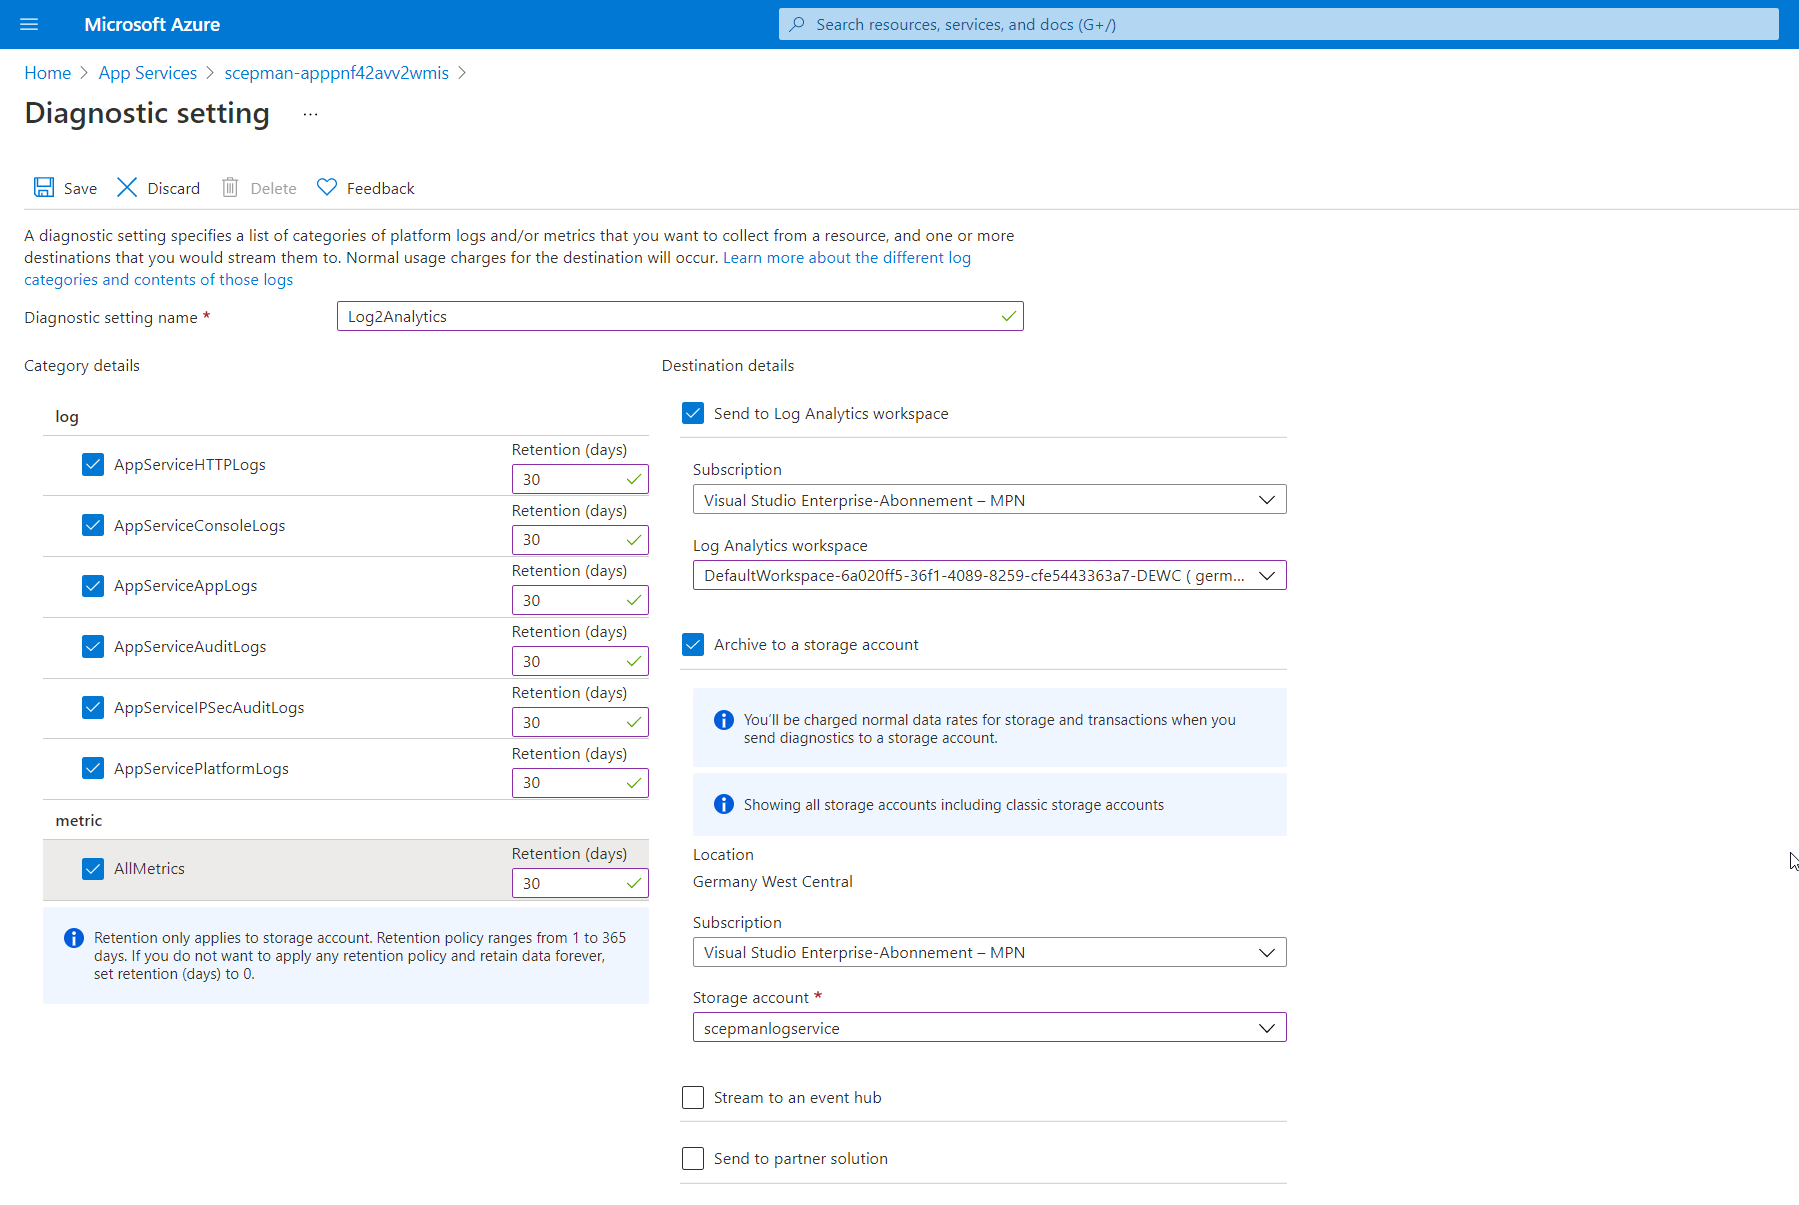 Microsoft Azure
Search resources, services, and docs (G+/)
Home > App Services > scepman-apppnf42avv2wmis >
Diagnostic setting ...
Save Discard Delete Feedback
A diagnostic setting specifies a list of categories of platform logs and/or metrics that you want to collect from a resource, and one or more
destinations that you would stream them to. Normal usage charges for the destination will occur. Learn more about the different log
categories and contents of those logs
Diagnostic setting name *
Log2Analytics
Category details
log
AppServiceHTTPLogs
Retention (days)
30
AppServiceConsoleLogs
Retention (days)
30
AppServiceAppLogs
Retention (days)
30
AppServiceAuditLogs
Retention (days)
30
AppServiceIPSecAuditLogs
Retention (days)
30
AppServicePlatformLogs
Retention (days)
30
metric
AllMetrics
Retention (days)
30
Retention only applies to storage account. Retention policy ranges from 1 to 365
days. If you do not want to apply any retention policy and retain data forever,
set retention (days) to 0.
Destination details
Send to Log Analytics workspace
Subscription
Visual Studio Enterprise-Abonnement – MPN
Log Analytics workspace
DefaultWorkspace-6a020ff5-36f1-4089-8259-cfe5443363a7-DEWC ( germ...
Archive to a storage account
You'll be charged normal data rates for storage and transactions when you
send diagnostics to a storage account.
Showing all storage accounts including classic storage accounts
Location
Germany West Central
Subscription
Visual Studio Enterprise-Abonnement – MPN
Storage account *
scepmanlogservice
Stream to an event hub
Send to partner solution